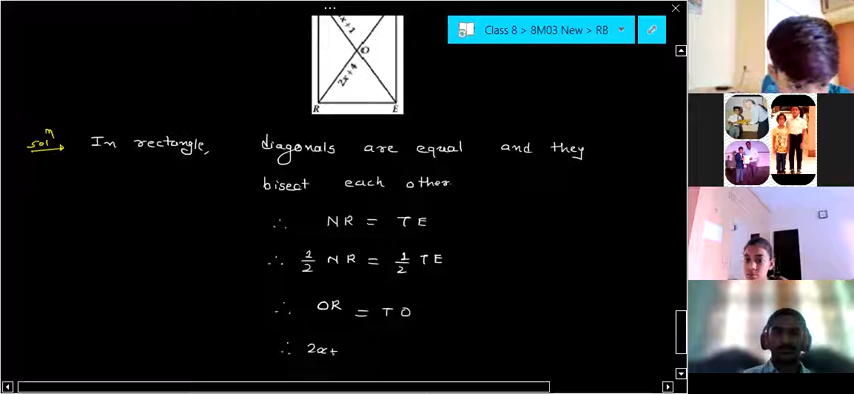 Class 8 > 8M03 New > RB
O
2x+4
R E
solⁿ In rectangle, diagonals are equal and they
bisect each other.
∴ NR = TE
∴ 1/2 NR = 1/2 TE
∴ OR = TO
∴ 2x+